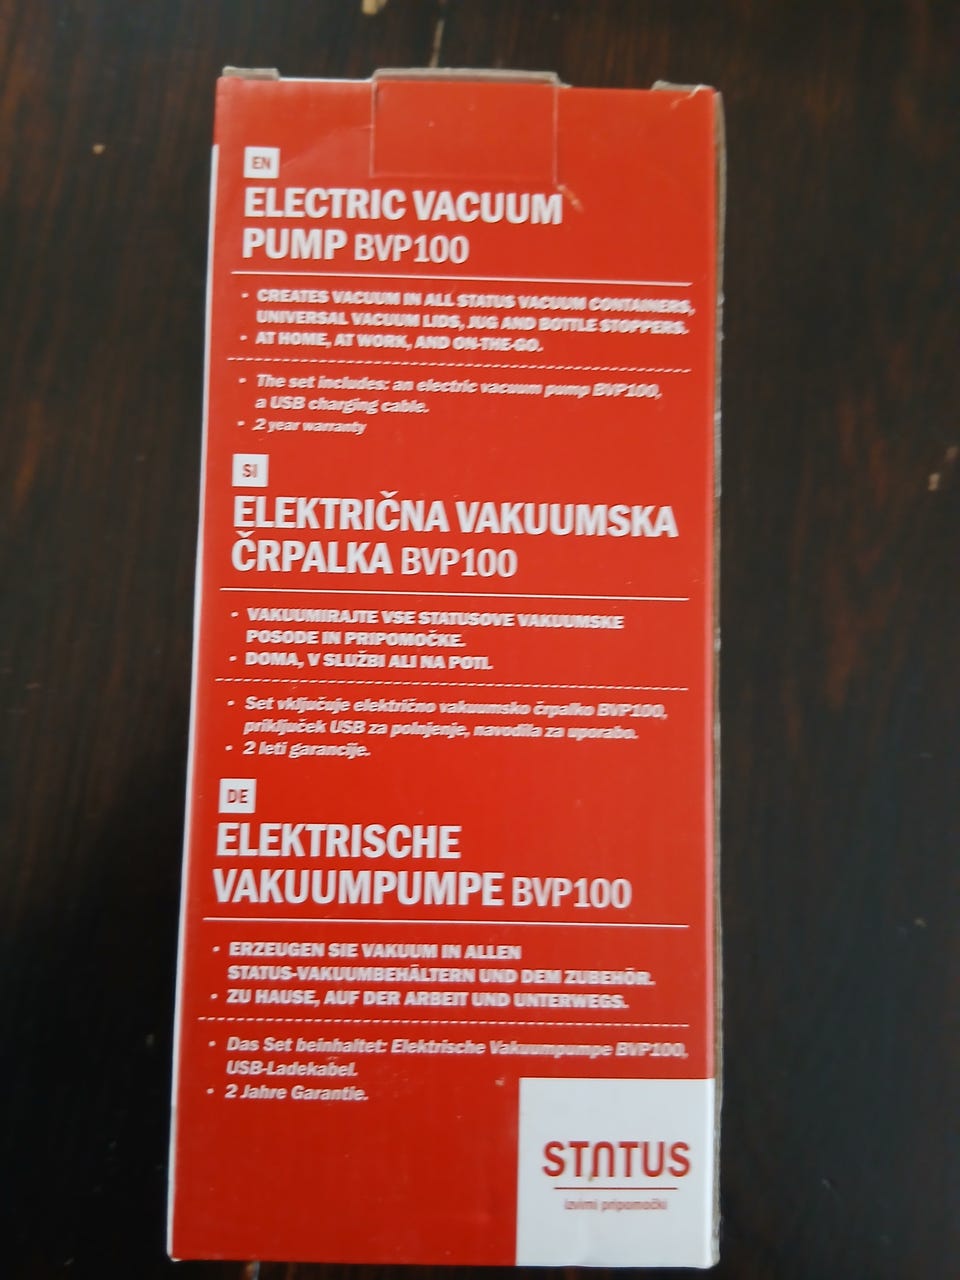 EN
ELECTRIC VACUUM
PUMP BVP100
• CREATES VACUUM IN ALL STATUS VACUUM CONTAINERS,
UNIVERSAL VACUUM LIDS, JUG AND BOTTLE STOPPERS.
• AT HOME, AT WORK, AND ON-THE-GO.
• The set includes: an electric vacuum pump BVP100,
a USB charging cable.
• 2 year warranty
SI
ELEKTRIČNA VAKUUMSKA
ČRPALKA BVP100
• VAKUUMIRAJTE VSE STATUSOVE VAKUUMSKE
POSODE IN PRIPOMOČKE.
• DOMA, V SLUŽBI ALI NA POTI.
• Set vključuje električno vakuumsko črpalko BVP100,
priključek USB za polnjenje, navodila za uporabo.
• 2 leti garancije.
DE
ELEKTRISCHE
VAKUUMPUMPE BVP100
• ERZEUGEN SIE VAKUUM IN ALLEN
STATUS-VAKUUMBEHÄLTERN UND DEM ZUBEHÖR.
• ZU HAUSE, AUF DER ARBEIT UND UNTERWEGS.
• Das Set beinhaltet: Elektrische Vakuumpumpe BVP100,
USB-Ladekabel.
• 2 Jahre Garantie.
STATUS
Izvirni pripomočki